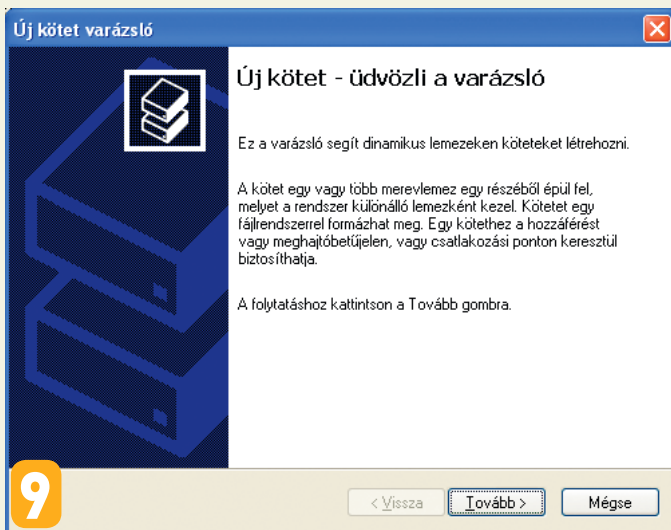 Új kötet varázsló
Új kötet - üdvözli a varázsló
Ez a varázsló segít dinamikus lemezeken köteteket létrehozni.
A kötet egy vagy több merevlemez egy részéből épül fel,
melyet a rendszer különálló lemezként kezel. Kötetet egy
fájlrendszerrel formázhat meg. Egy kötethez a hozzáférést
vagy meghajtóbetűjelen, vagy csatlakozási ponton keresztül
biztosíthatja.
A folytatáshoz kattintson a Tovább gombra.
9
< Vissza Tovább > Mégse